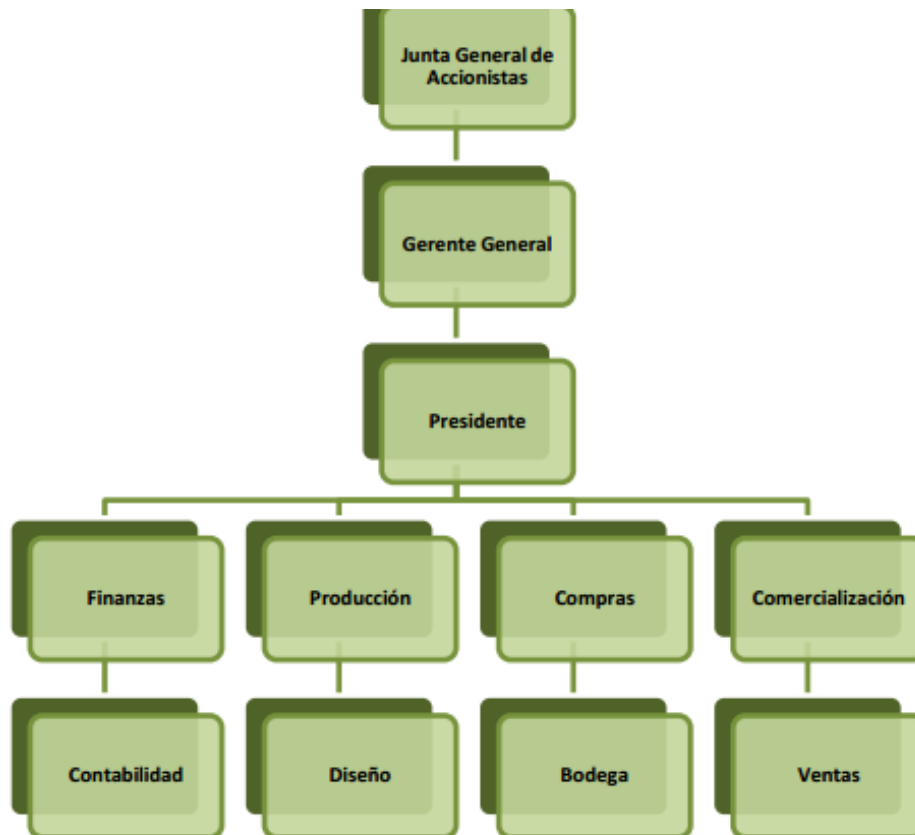 Junta General de
Accionistas
Gerente General
Presidente
Finanzas
Producción
Compras
Comercialización
Contabilidad
Diseño
Bodega
Ventas